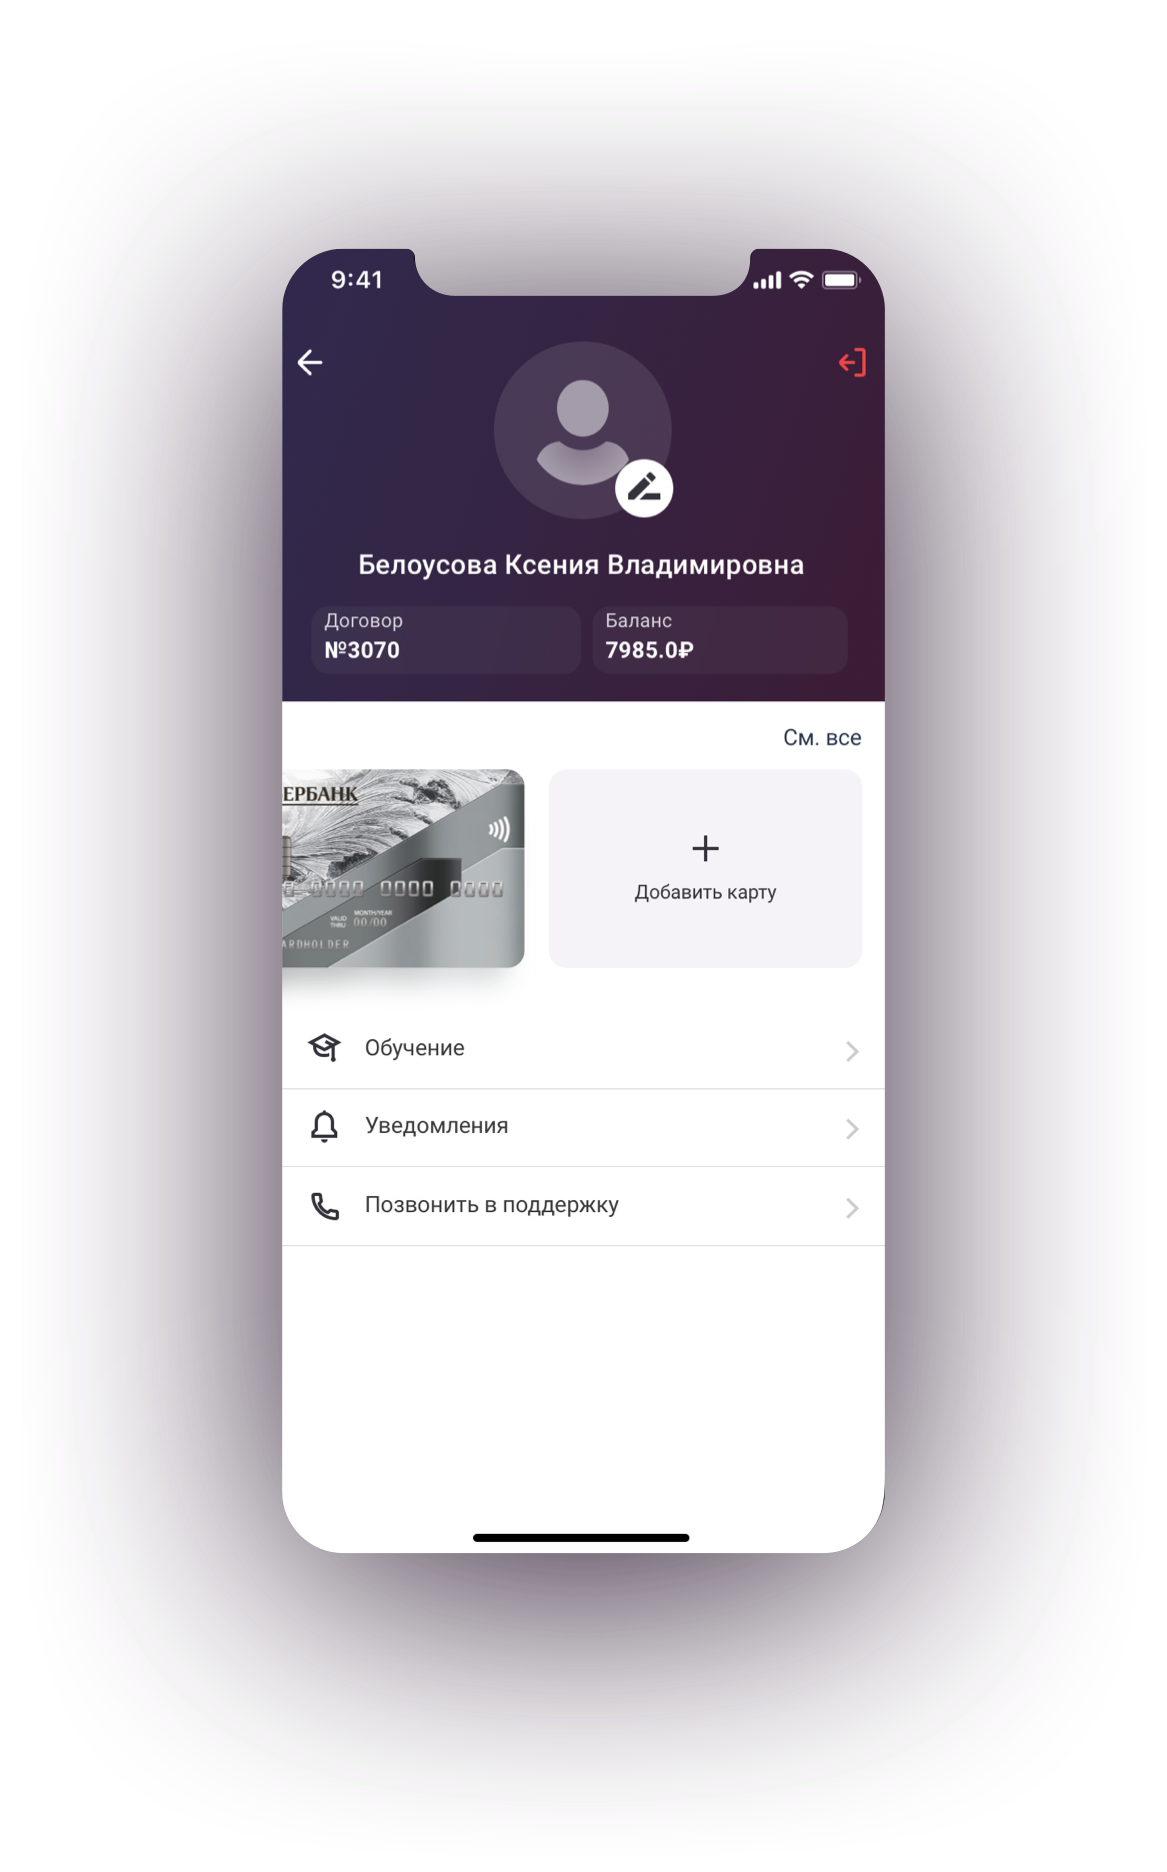 9:41
Белоусова Ксения Владимировна
Договор
№3070
Баланс
7985.0₽
См. все
ЕРБАНК
0000 0000 0000
VALID THRU
MONTH/YEAR
00/00
ARDHOLDER
Добавить карту
Обучение
Уведомления
Позвонить в поддержку